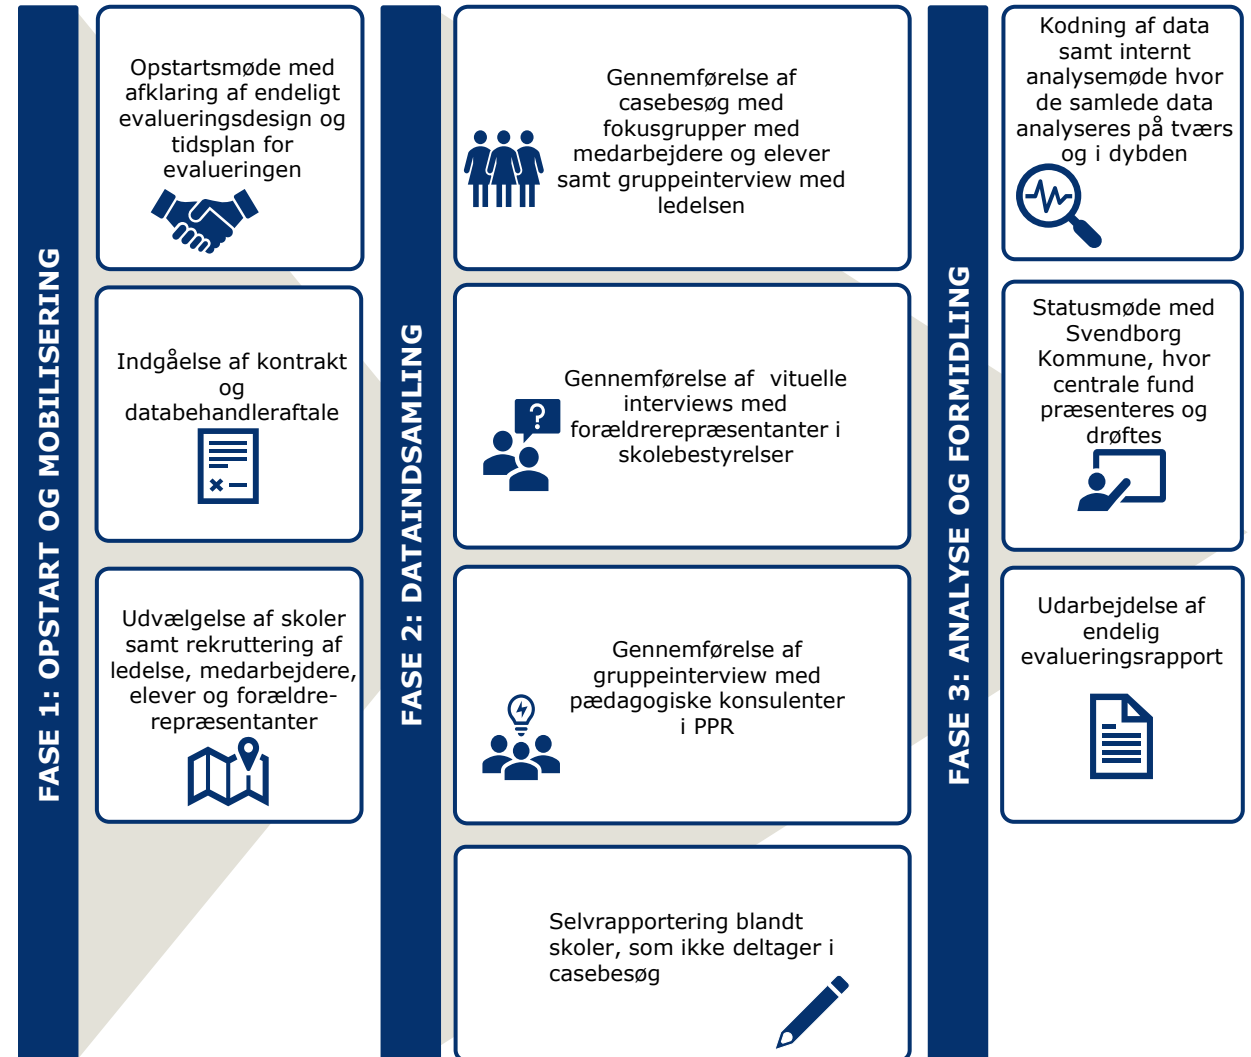 FASE 1: OPSTART OG MOBILISERING
Opstartsmøde med
afklaring af endeligt
evalueringsdesign og
tidsplan for
evalueringen
Indgåelse af kontrakt
og
databehandleraftale
Udvælgelse af skoler
samt rekruttering af
ledelse, medarbejdere,
elever og forældre-
repræsentanter
FASE 2: DATAINDSAMLING
Gennemførelse af
casebesøg med
fokusgrupper med
medarbejdere og elever
samt gruppeinterview med
ledelsen
Gennemførelse af  vituelle
interviews med
forældrerepræsentanter i
skolebestyrelser
Gennemførelse af
gruppeinterview med
pædagogiske konsulenter
i PPR
Selvrapportering blandt
skoler, som ikke deltager i
casebesøg
FASE 3: ANALYSE OG FORMIDLING
Kodning af data
samt internt
analysemøde hvor
de samlede data
analyseres på tværs
og i dybden
Statusmøde med
Svendborg
Kommune, hvor
centrale fund
præsenteres og
drøftes
Udarbejdelse af
endelig
evalueringsrapport